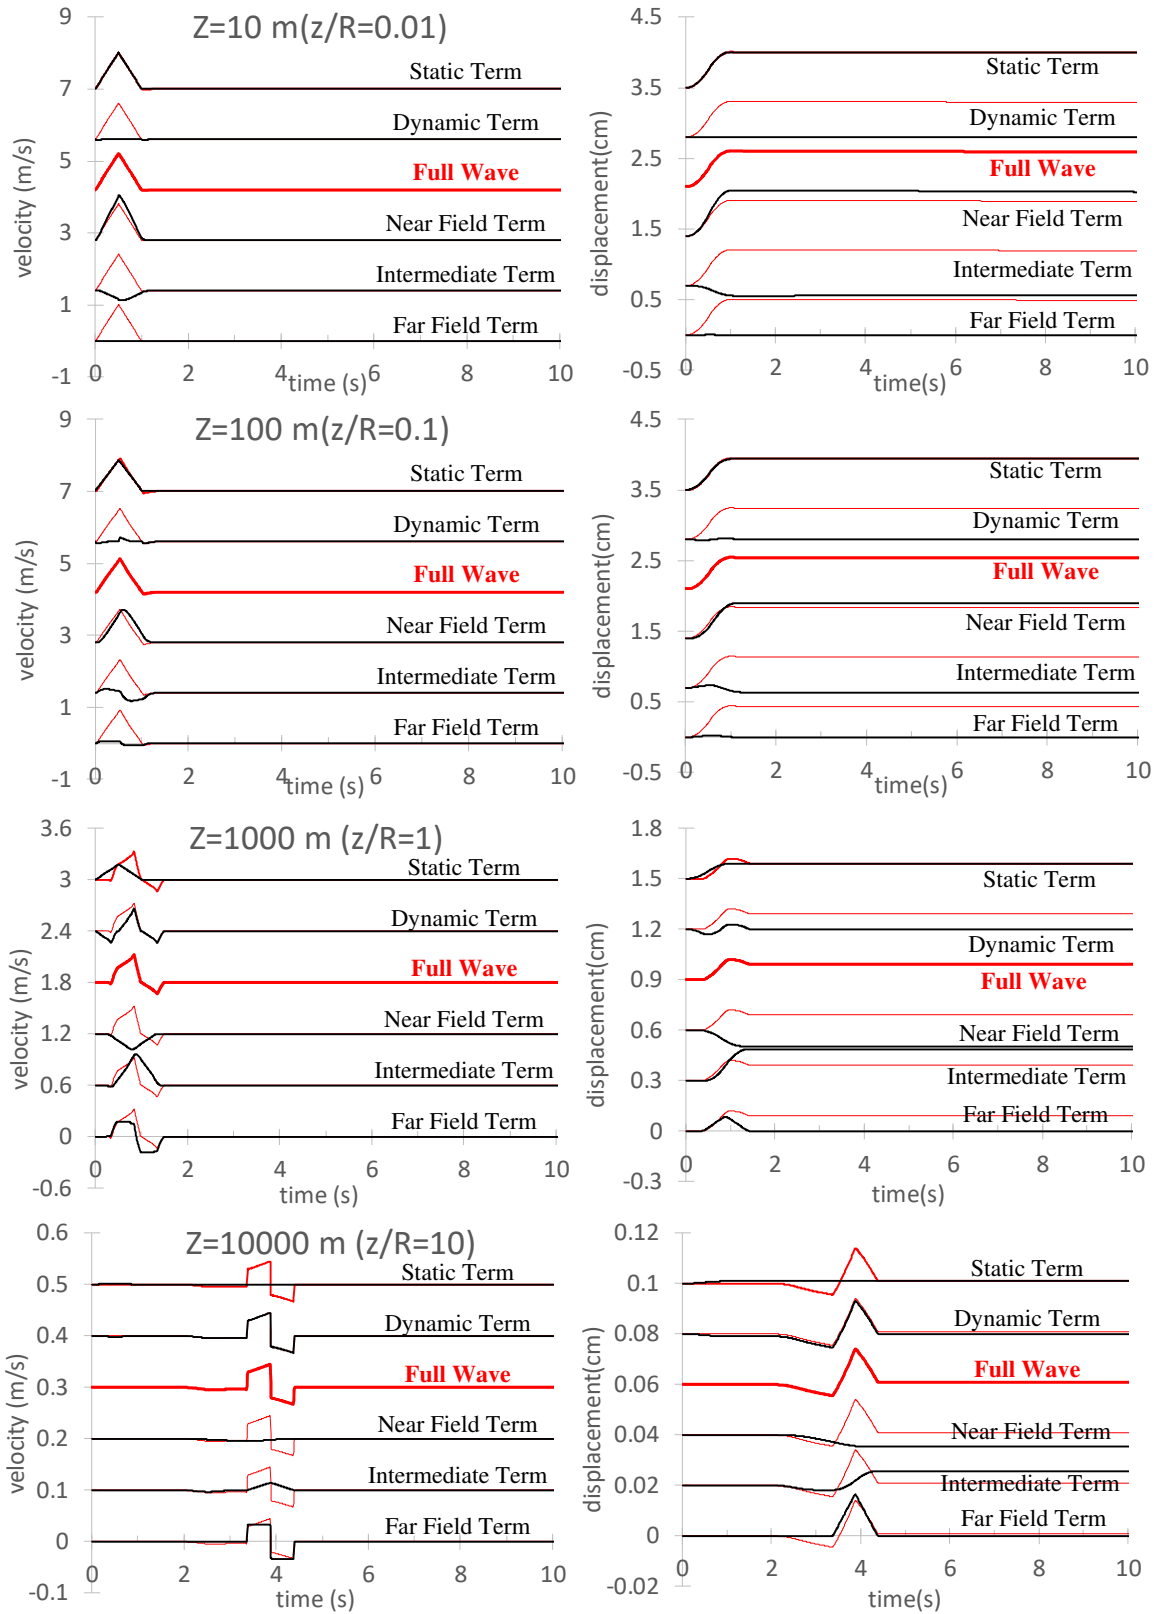 Z=10 m(z/R=0.01)
9
7
5
3
1
-1
velocity (m/s)
Static Term
Dynamic Term
Full Wave
Near Field Term
Intermediate Term
Far Field Term
0 2 4 6 8 10
time (s)
4.5
3.5
2.5
1.5
0.5
-0.5
displacement(cm)
Static Term
Dynamic Term
Full Wave
Near Field Term
Intermediate Term
Far Field Term
0 2 4 6 8 10
time(s)
Z=100 m(z/R=0.1)
9
7
5
3
1
-1
velocity (m/s)
Static Term
Dynamic Term
Full Wave
Near Field Term
Intermediate Term
Far Field Term
0 2 4 6 8 10
time (s)
4.5
3.5
2.5
1.5
0.5
-0.5
displacement(cm)
Static Term
Dynamic Term
Full Wave
Near Field Term
Intermediate Term
Far Field Term
0 2 4 6 8 10
time(s)
Z=1000 m (z/R=1)
3.6
3
2.4
1.8
1.2
0.6
0
-0.6
velocity (m/s)
Static Term
Dynamic Term
Full Wave
Near Field Term
Intermediate Term
Far Field Term
0 2 4 6 8 10
time (s)
1.8
1.5
1.2
0.9
0.6
0.3
0
-0.3
displacement(cm)
Static Term
Dynamic Term
Full Wave
Near Field Term
Intermediate Term
Far Field Term
0 2 4 6 8 10
time(s)
Z=10000 m (z/R=10)
0.6
0.5
0.4
0.3
0.2
0.1
0
-0.1
velocity (m/s)
Static Term
Dynamic Term
Full Wave
Near Field Term
Intermediate Term
Far Field Term
0 2 4 6 8 10
time (s)
0.12
0.1
0.08
0.06
0.04
0.02
0
-0.02
displacement(cm)
Static Term
Dynamic Term
Full Wave
Near Field Term
Intermediate Term
Far Field Term
0 2 4 6 8 10
time(s)